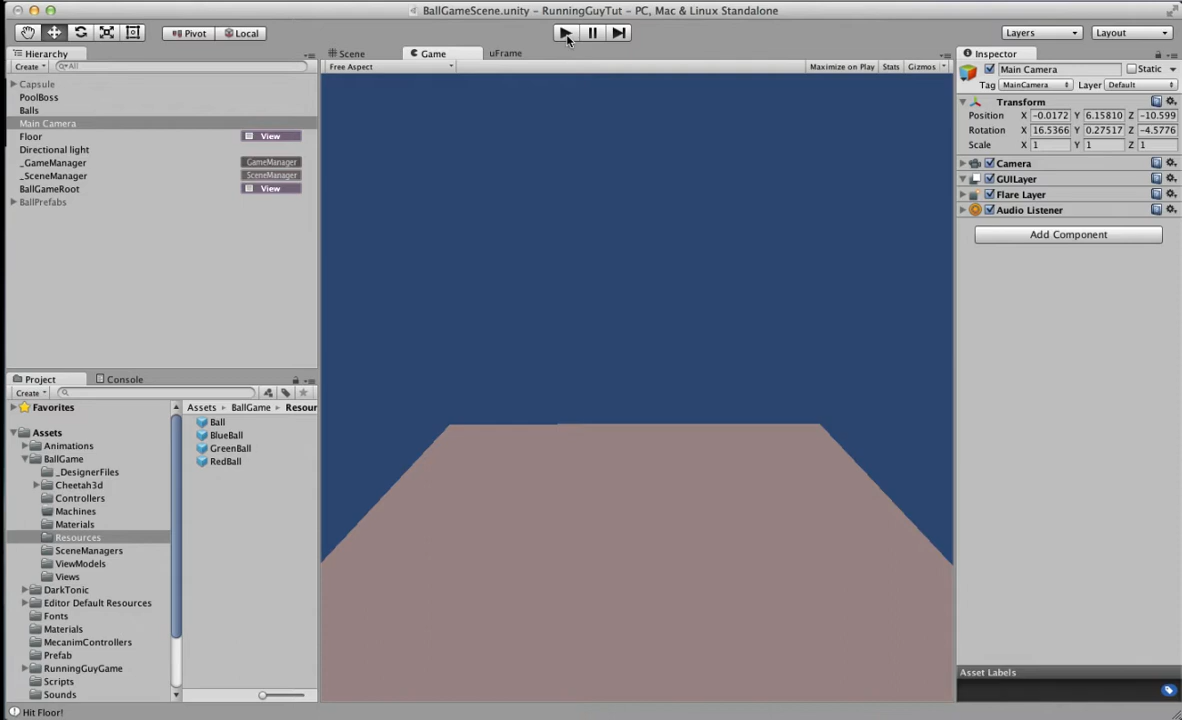 BallGameScene.unity - RunningGuyTut - PC, Mac & Linux Standalone
Pivot Local Layers Layout
Hierarchy
Create All
Capsule
PoolBoss
Balls
Main Camera
Floor View
Directional light
_GameManager GameManager
_SceneManager SceneManager
BallGameRoot View
BallPrefabs
Scene Game uFrame
Free Aspect Maximize on Play Stats Gizmos
Inspector
Main Camera Static
Tag MainCamera Layer Default
Transform
Position X -0.0172 Y 6.15810 Z -10.599
Rotation X 16.5366 Y 0.27517 Z -4.5776
Scale X 1 Y 1 Z 1
Camera
GUILayer
Flare Layer
Audio Listener
Add Component
Project Console
Create
Favorites
Assets
Animations
BallGame
_DesignerFiles
Cheetah3d
Controllers
Machines
Materials
Resources
SceneManagers
ViewModels
Views
DarkTonic
Editor Default Resources
Fonts
Materials
MecanimControllers
Prefab
RunningGuyGame
Scripts
Sounds
Assets BallGame Resour
Ball
BlueBall
GreenBall
RedBall
Asset Labels
Hit Floor!